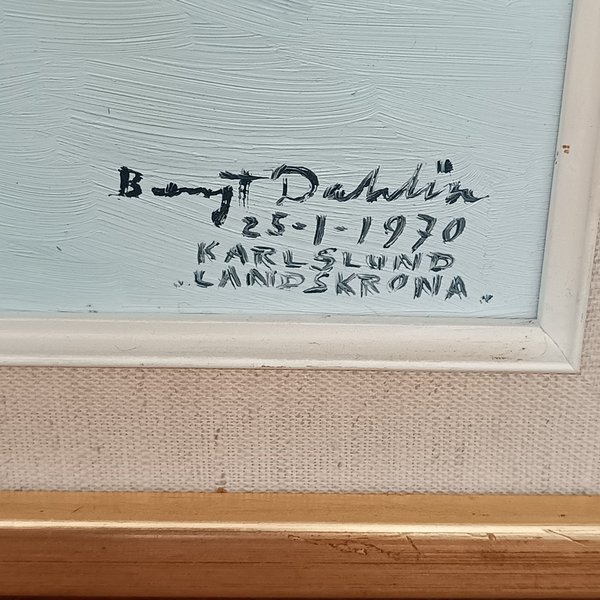 Bengt Dahlin
25-1-1970
KARLSLUND
"LANDSKRONA"